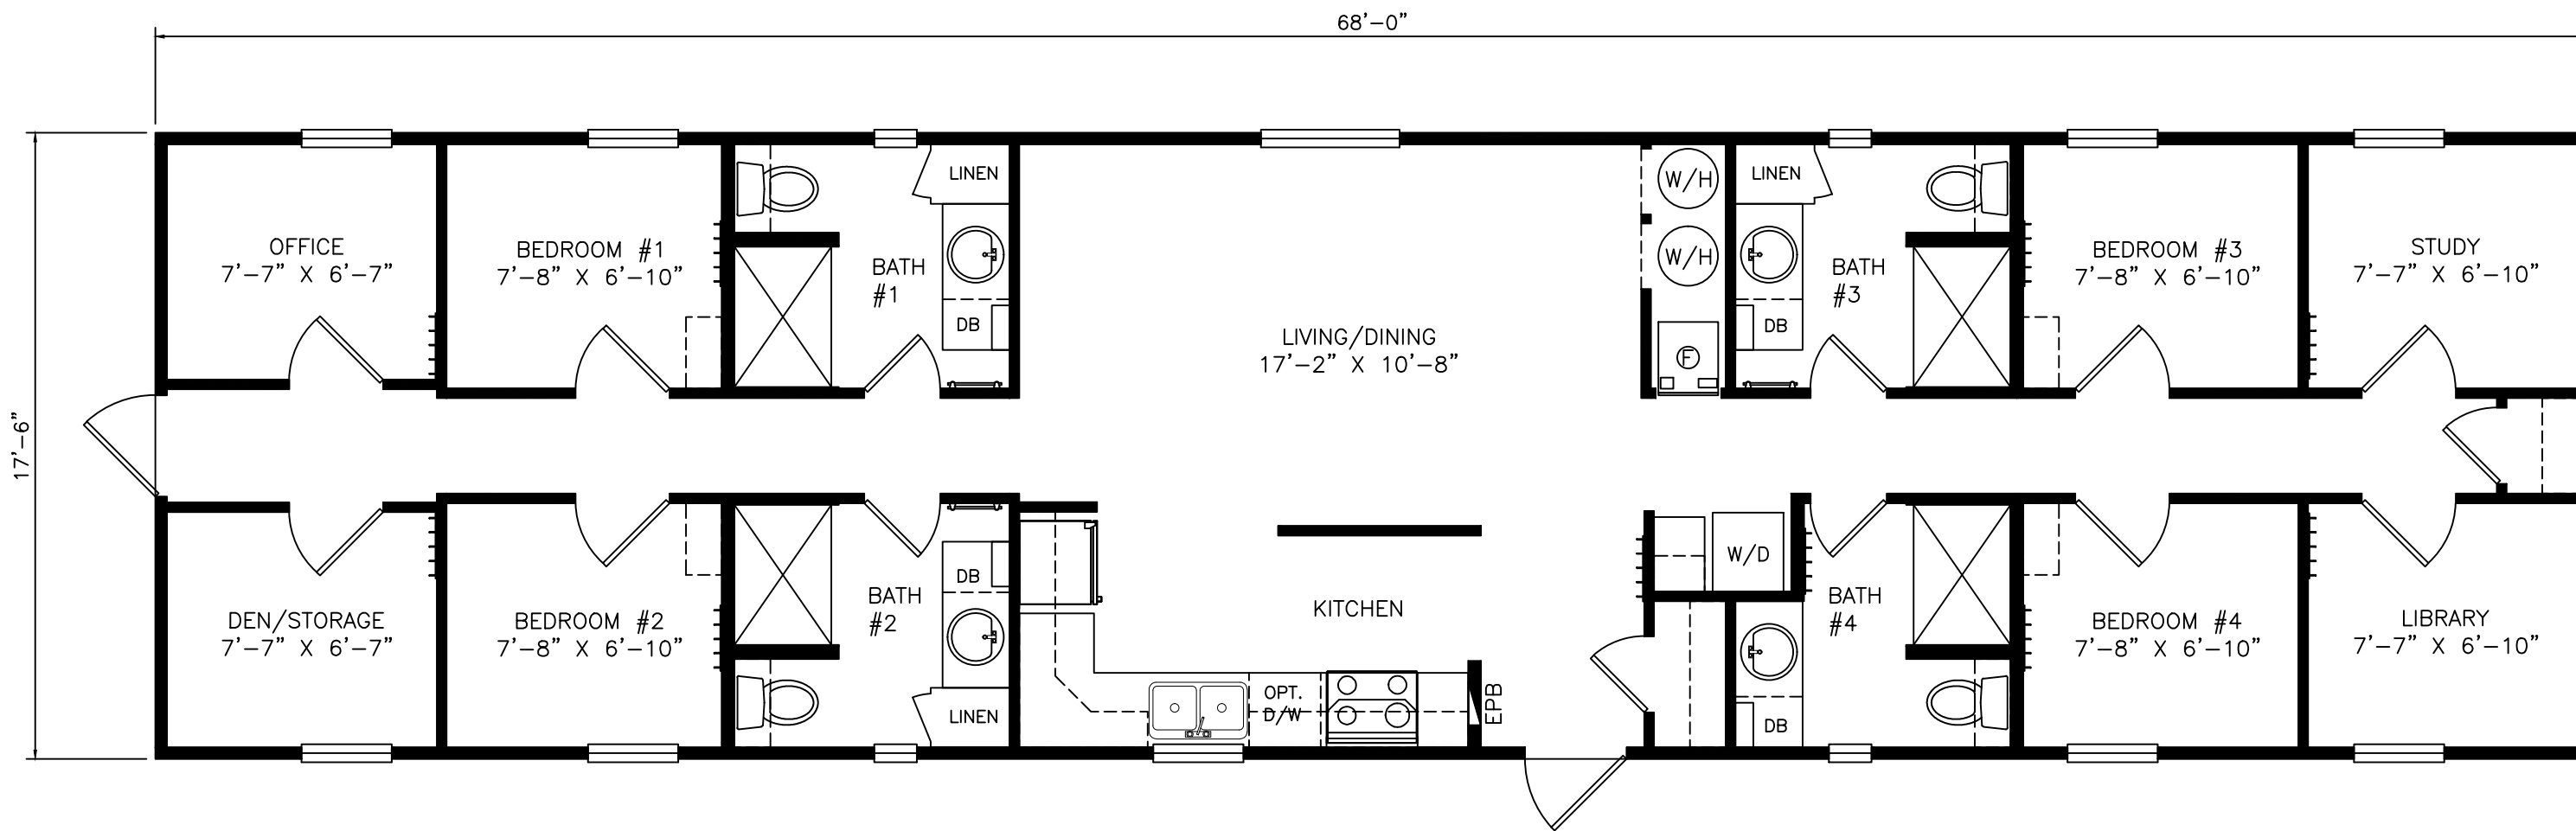 68'-0"
17'-6"
OFFICE
7'-7" X 6'-7"
BEDROOM #1
7'-8" X 6'-10"
BATH
#1
LINEN
DB
LIVING/DINING
17'-2" X 10'-8"
W/H
W/H
F
LINEN
DB
BATH
#3
BEDROOM #3
7'-8" X 6'-10"
STUDY
7'-7" X 6'-10"
DEN/STORAGE
7'-7" X 6'-7"
BEDROOM #2
7'-8" X 6'-10"
BATH
#2
DB
LINEN
KITCHEN
OPT.
D/W
EPB
W/D
BATH
#4
DB
BEDROOM #4
7'-8" X 6'-10"
LIBRARY
7'-7" X 6'-10"